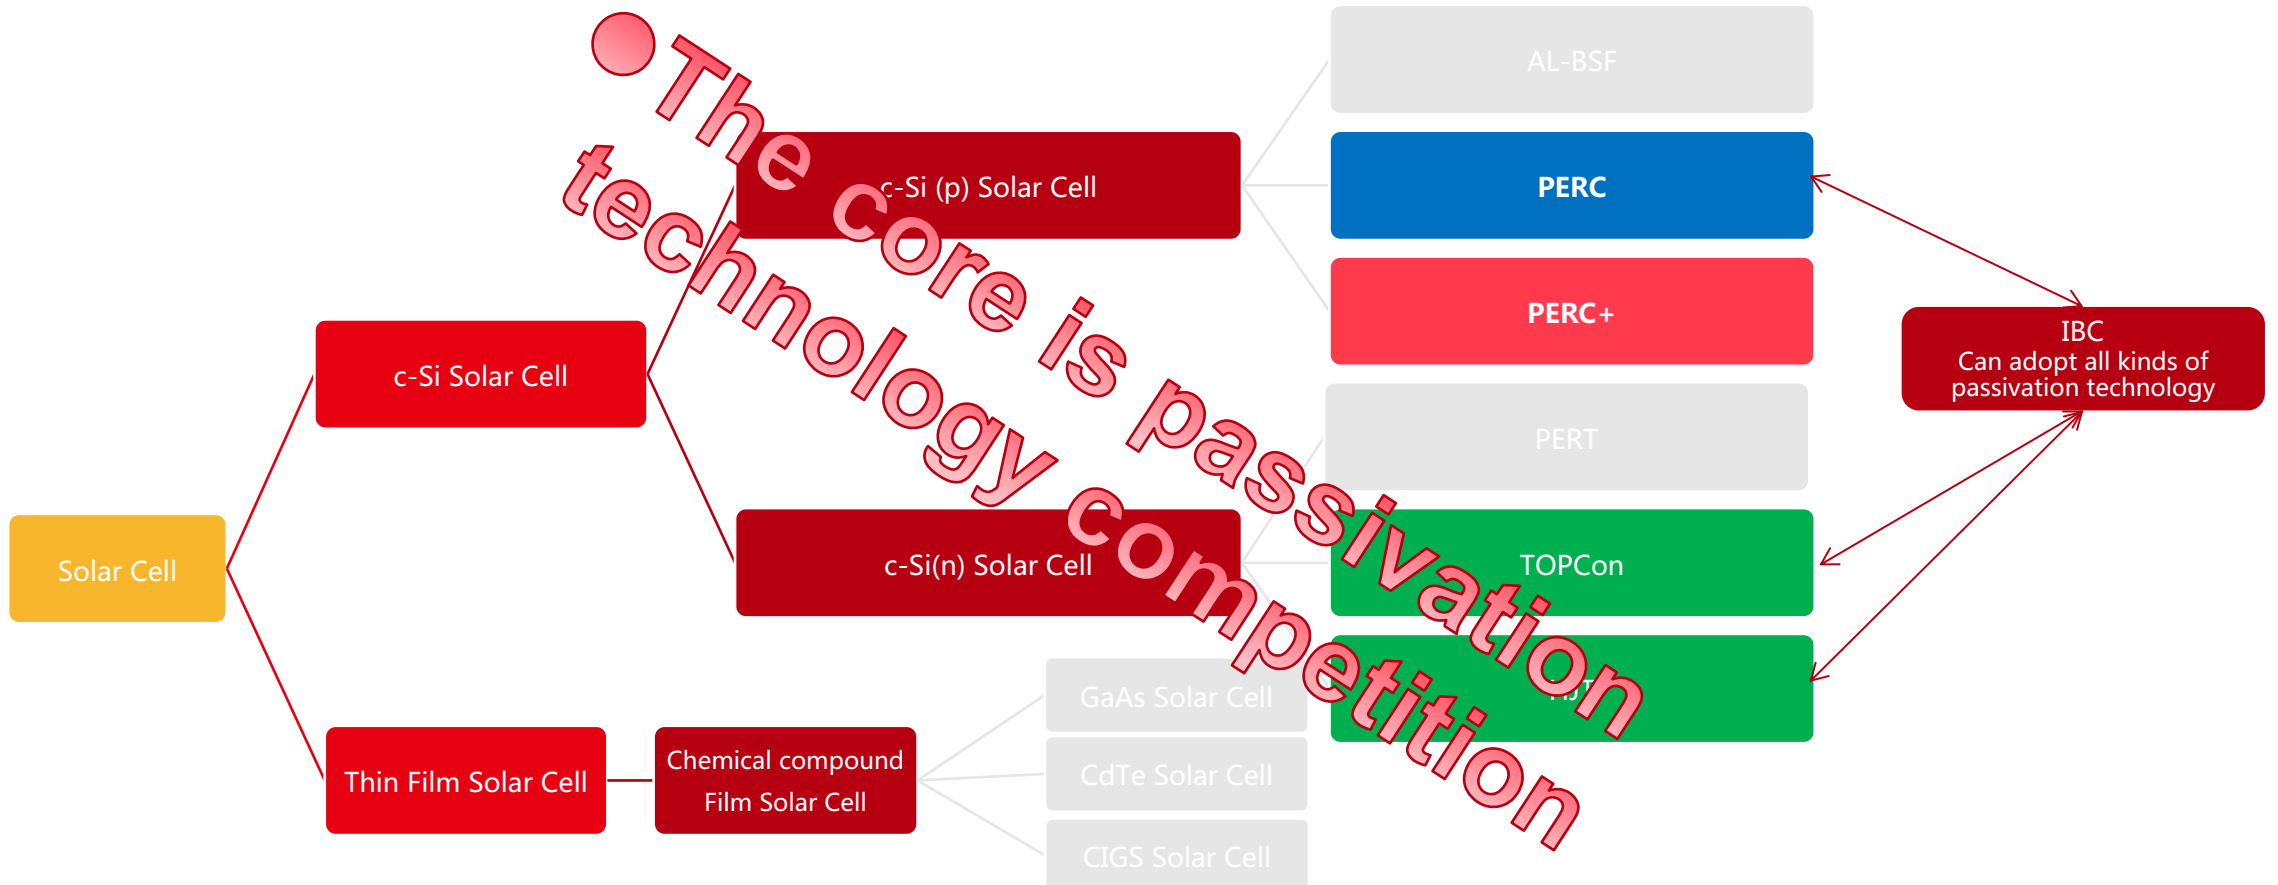 AL-BSF
c-Si (p) Solar Cell
PERC
PERC+
c-Si Solar Cell
IBC
Can adopt all kinds of
passivation technology
PERT
Solar Cell
c-Si(n) Solar Cell
TOPCon
HJT
GaAs Solar Cell
Thin Film Solar Cell
Chemical compound
Film Solar Cell
CdTe Solar Cell
CIGS Solar Cell
●The core is passivation
technology competition